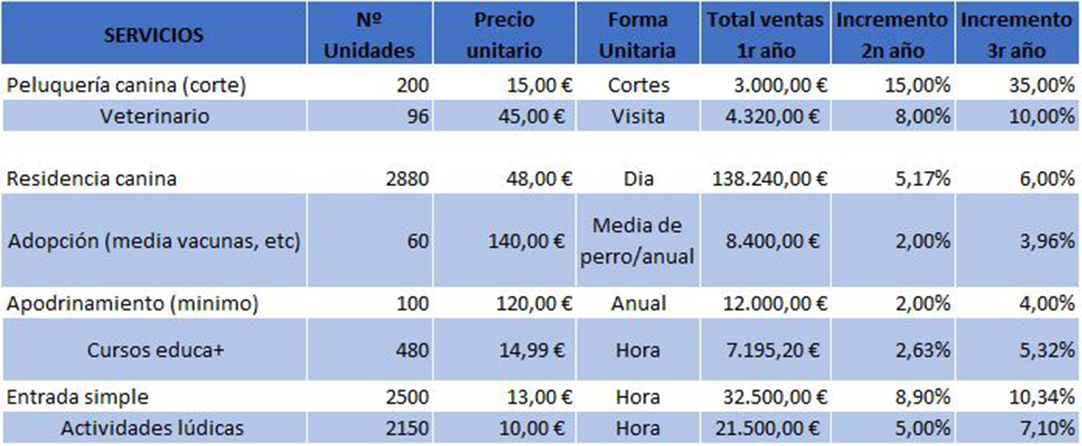 SERVICIOS Nº Unidades Precio unitario Forma Unitaria Total ventas 1r año Incremento 2n año Incremento 3r año
Peluquería canina (corte) 200 15,00 € Cortes 3.000,00 € 15,00% 35,00%
Veterinario 96 45,00 € Visita 4.320,00 € 8,00% 10,00%
Residencia canina 2880 48,00 € Dia 138.240,00 € 5,17% 6,00%
Adopción (media vacunas, etc) 60 140,00 € Media de perro/anual 8.400,00 € 2,00% 3,96%
Apodrinamiento (minimo) 100 120,00 € Anual 12.000,00 € 2,00% 4,00%
Cursos educa+ 480 14,99 € Hora 7.195,20 € 2,63% 5,32%
Entrada simple 2500 13,00 € Hora 32.500,00 € 8,90% 10,34%
Actividades lúdicas 2150 10,00 € Hora 21.500,00 € 5,00% 7,10%